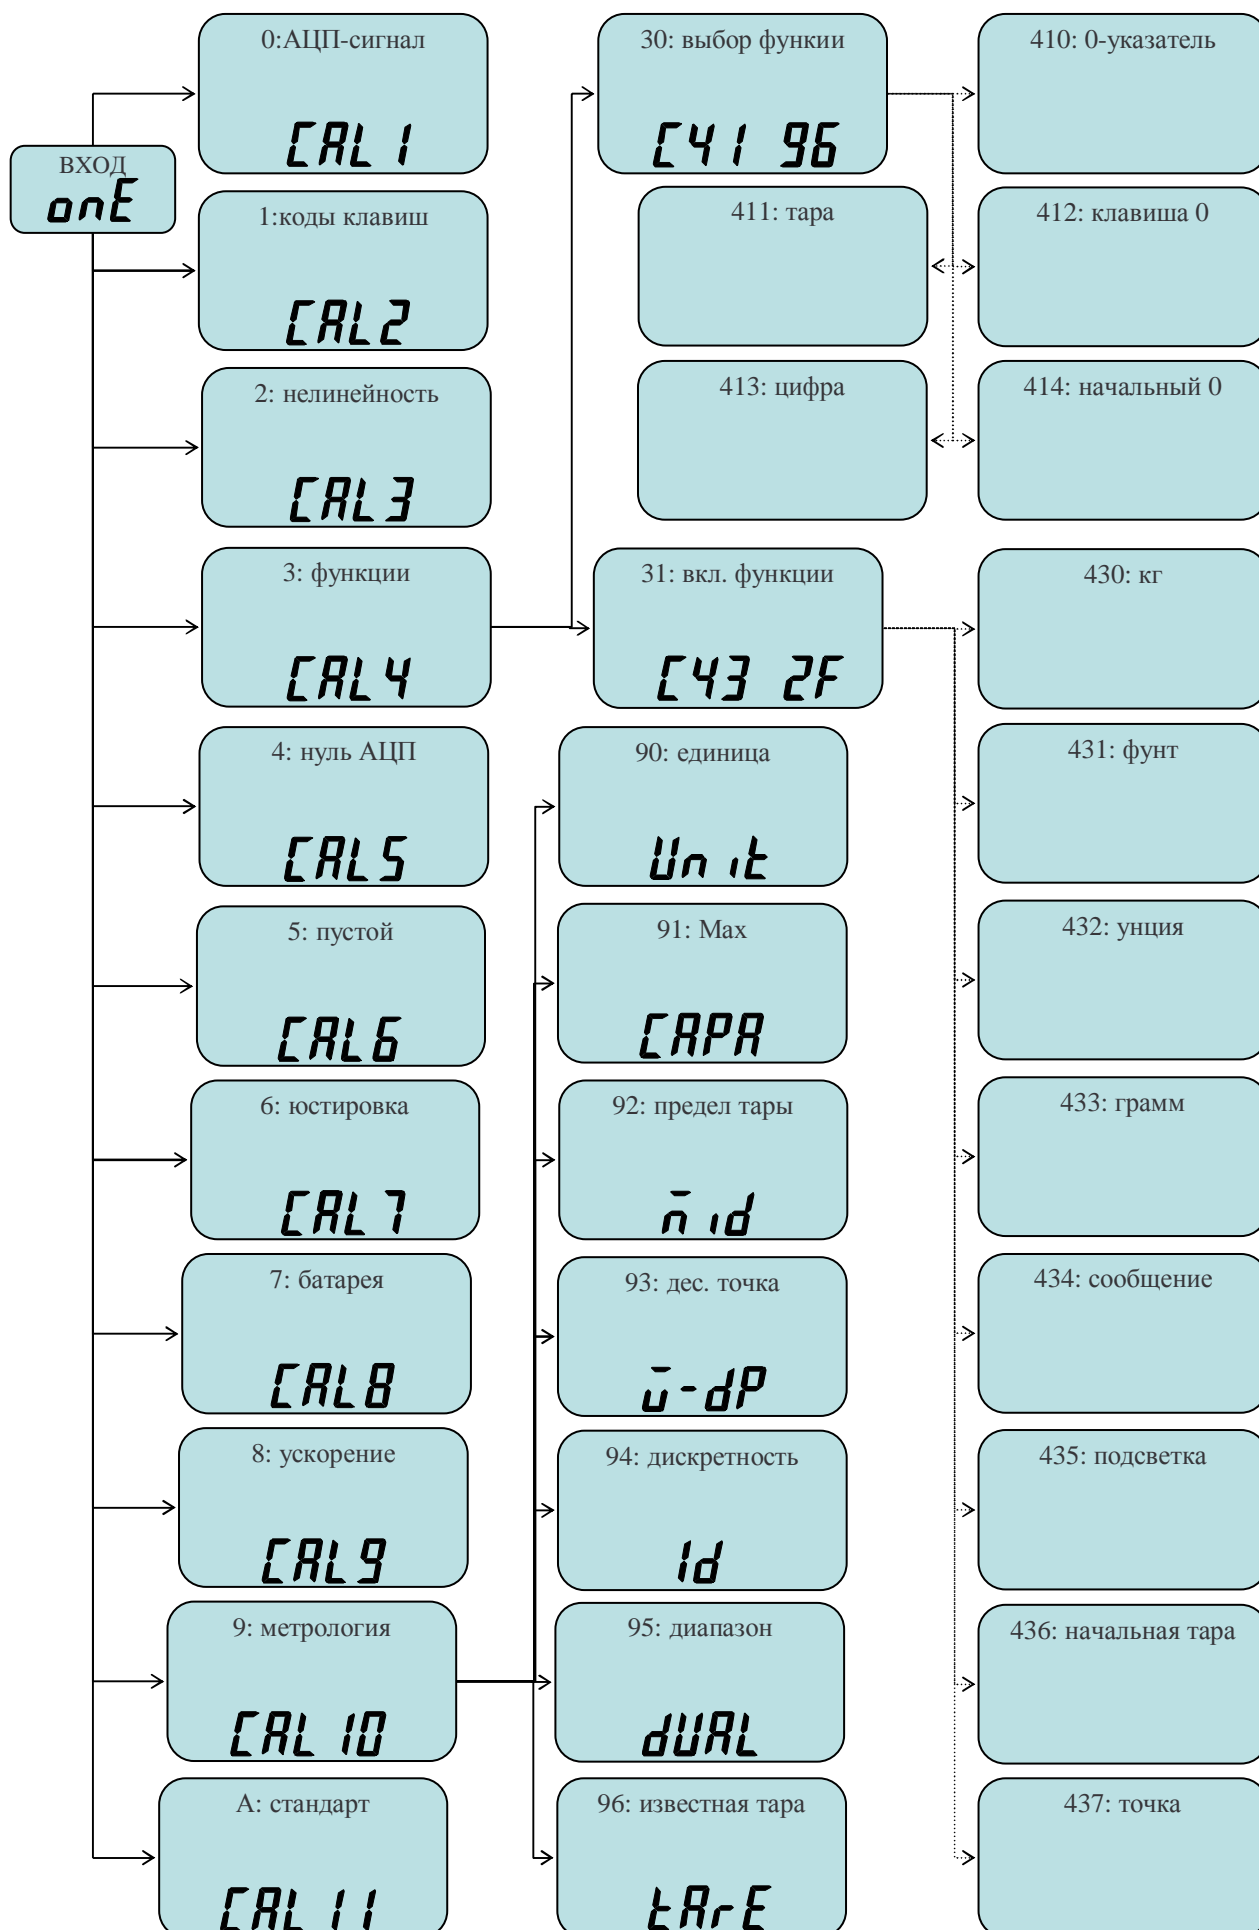 ВХОД
onE
0:АЦП-сигнал
CAL 1
1:коды клавиш
CAL2
2: нелинейность
CAL3
3: функции
CAL4
4: нуль АЦП
CAL5
5: пустой
CAL6
6: юстировка
CAL7
7: батарея
CAL8
8: ускорение
CAL9
9: метрология
CAL 10
А: стандарт
CAL 11
30: выбор функии
C41 96
411: тара
413: цифра
31: вкл. функции
C43 2F
90: единица
Unit
91: Max
CAPA
92: предел тары
93: дес. точка
94: дискретность
1d
95: диапазон
dUAL
96: известная тара
tArE
410: 0-указатель
412: клавиша 0
414: начальный 0
430: кг
431: фунт
432: унция
433: грамм
434: сообщение
435: подсветка
436: начальная тара
437: точка